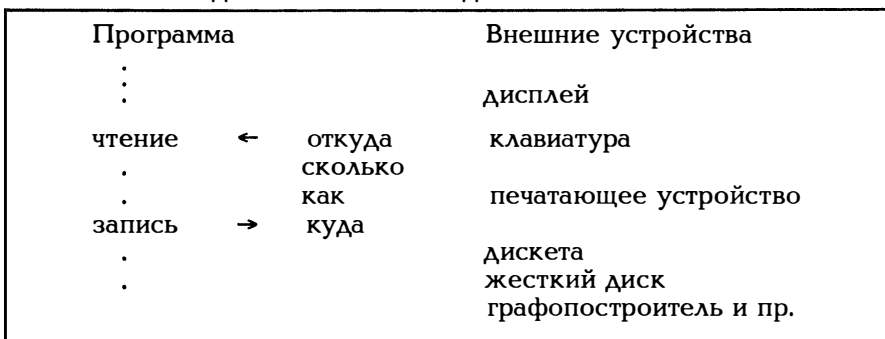 Программа Внешние устройства
.
.
. дисплей
чтение ← откуда клавиатура
. сколько
. как печатающее устройство
запись → куда
. дискета
. жесткий диск
графопостроитель и пр.